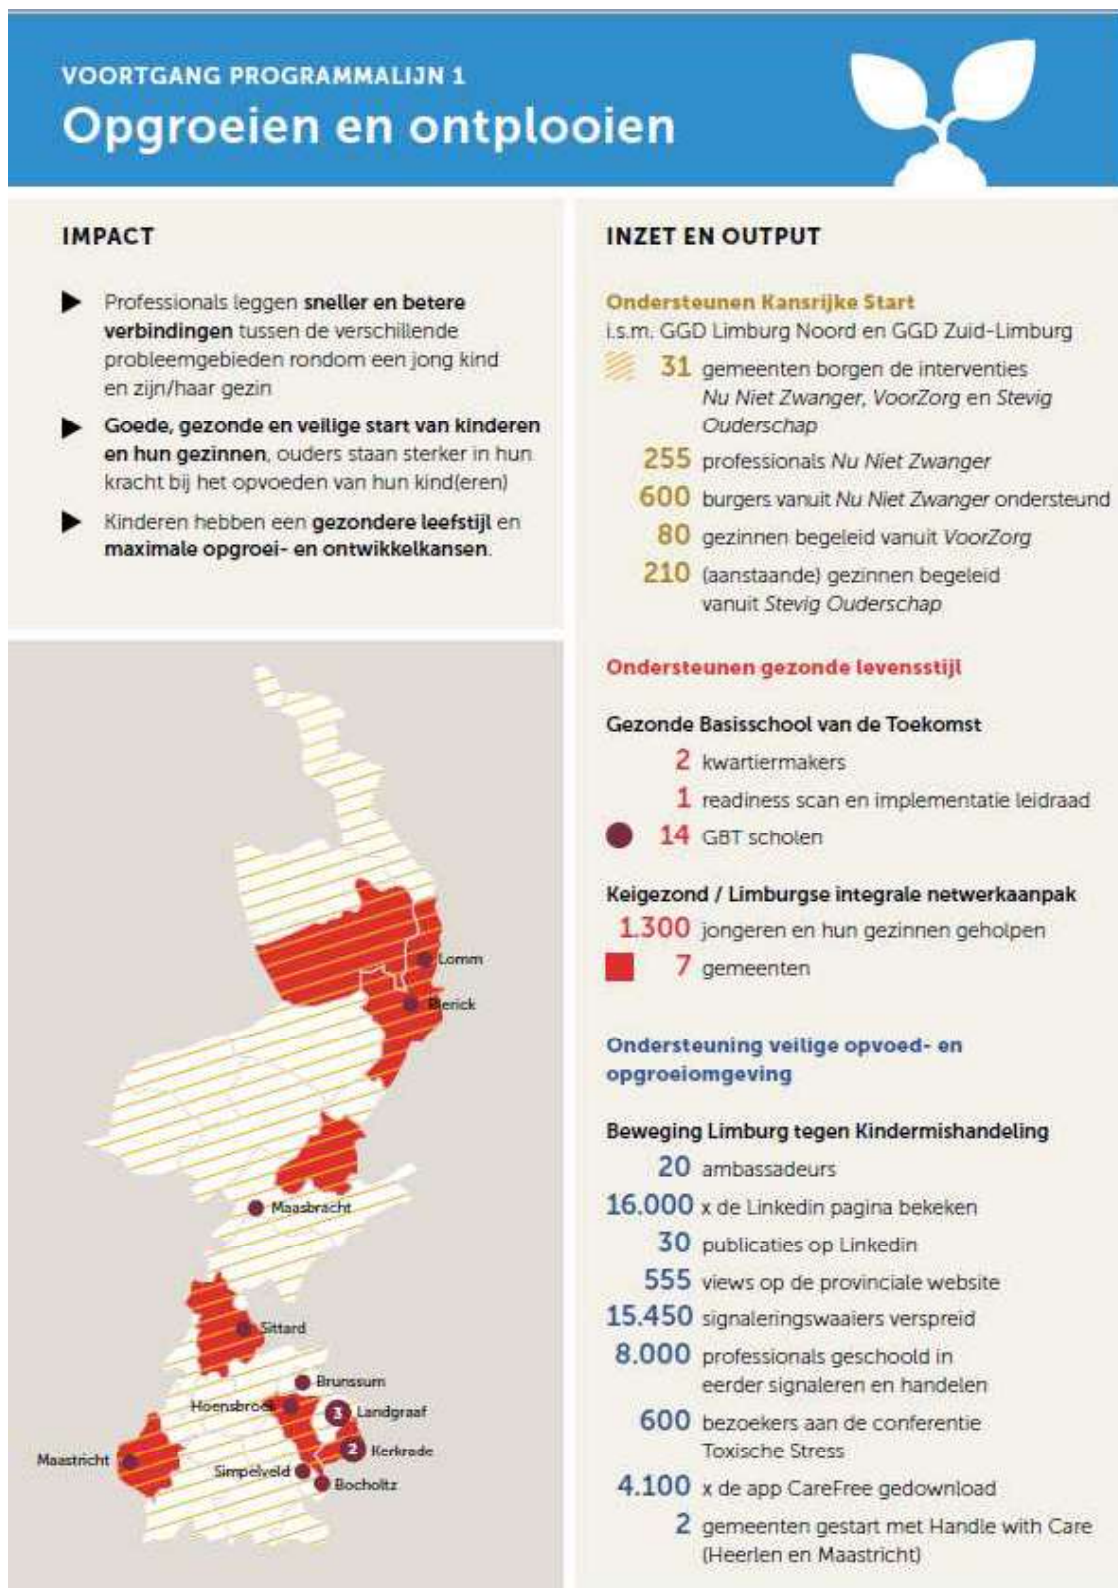 VOORTGANG PROGRAMMALIJN 1
Opgroeien en ontplooien
IMPACT
Professionals leggen sneller en betere
verbindingen tussen de verschillende
probleemgebieden rondom een jong kind
en zijn/haar gezin
Goede, gezonde en veilige start van kinderen
en hun gezinnen, ouders staan sterker in hun
kracht bij het opvoeden van hun kind(eren)
Kinderen hebben een gezondere leefstijl en
maximale opgroei- en ontwikkelkansen.
Lomm
Blerick
Maasbracht
Sittard
Brunssum
Hoensbroek
3 Landgraaf
2 Kerkrade
Maastricht
Simpelveld
Bocholtz
INZET EN OUTPUT
Ondersteunen Kansrijke Start
i.s.m. GGD Limburg Noord en GGD Zuid-Limburg
31 gemeenten borgen de interventies
Nu Niet Zwanger, VoorZorg en Stevig
Ouderschap
255 professionals Nu Niet Zwanger
600 burgers vanuit Nu Niet Zwanger ondersteund
80 gezinnen begeleid vanuit VoorZorg
210 (aanstaande) gezinnen begeleid
vanuit Stevig Ouderschap
Ondersteunen gezonde levensstijl
Gezonde Basisschool van de Toekomst
2 kwartiermakers
1 readiness scan en implementatie leidraad
14 GBT scholen
Keigezond / Limburgse integrale netwerkaanpak
1.300 jongeren en hun gezinnen geholpen
7 gemeenten
Ondersteuning veilige opvoed- en
opgroeiomgeving
Beweging Limburg tegen Kindermishandeling
20 ambassadeurs
16.000 x de Linkedin pagina bekeken
30 publicaties op Linkedin
555 views op de provinciale website
15.450 signaleringswaaiers verspreid
8.000 professionals geschoold in
eerder signaleren en handelen
600 bezoekers aan de conferentie
Toxische Stress
4.100 x de app CareFree gedownload
2 gemeenten gestart met Handle with Care
(Heerlen en Maastricht)